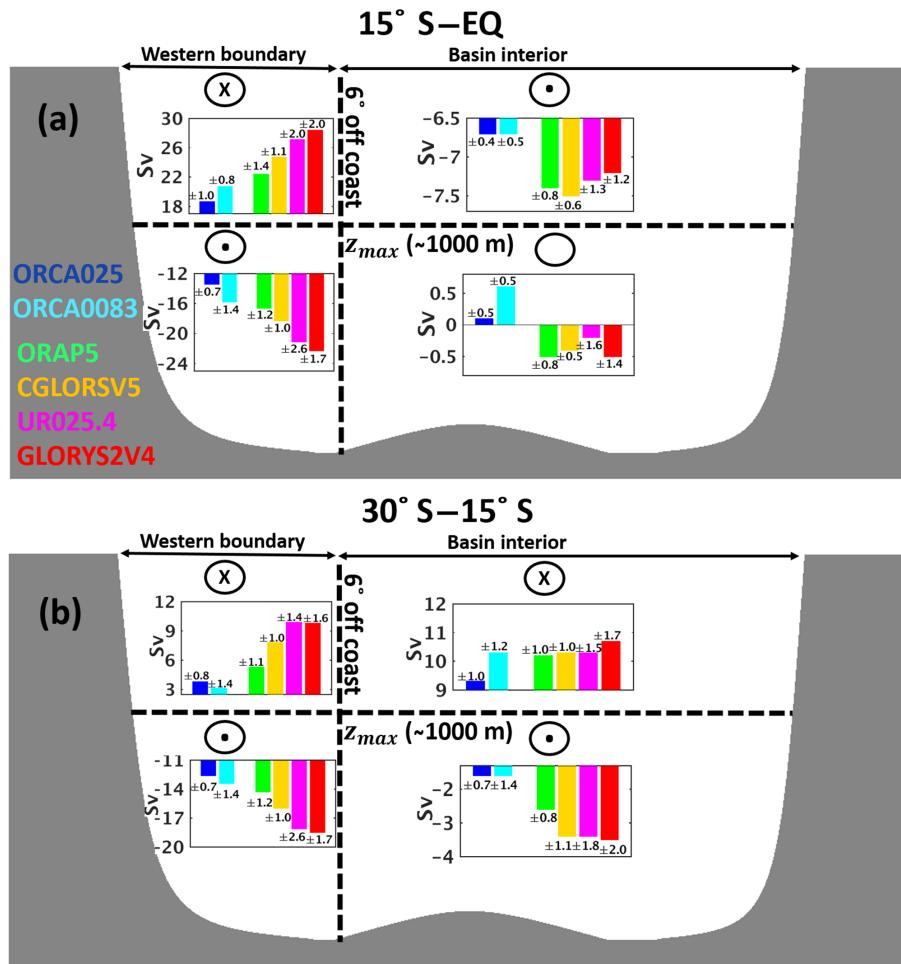 15° S—EQ
Western boundary
Basin interior
X
(a)
6° off coast
30
26
22
18
Sv
±1.0
±0.8
±1.4
±1.1
±2.0
±2.0
-6.5
-7
-7.5
Sv
±0.4
±0.5
±0.8
±0.6
±1.3
±1.2
Zmax (~1000 m)
ORCA025
ORCA0083
ORAP5
CGLORSV5
UR025.4
GLORYS2V4
-12
-16
-20
-24
Sv
±0.7
±1.4
±1.2
±1.0
±2.6
±1.7
0.5
0
-0.5
Sv
±0.5
±0.5
±0.8
±0.5
±1.6
±1.4
30° S—15° S
Western boundary
Basin interior
X
X
(b)
6° off coast
12
9
6
3
Sv
±0.8
±1.4
±1.1
±1.0
±1.4
±1.6
12
11
10
9
Sv
±1.0
±1.2
±1.0
±1.0
±1.5
±1.7
Zmax (~1000 m)
-11
-14
-17
-20
Sv
±0.7
±1.4
±1.2
±1.0
±2.6
±1.7
-2
-3
-4
Sv
±0.7
±1.4
±0.8
±1.1
±1.8
±2.0